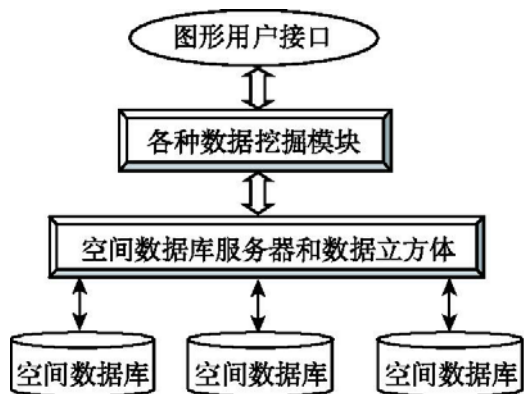 图形用户接口
各种数据挖掘模块
空间数据库服务器和数据立方体
空间数据库
空间数据库
空间数据库